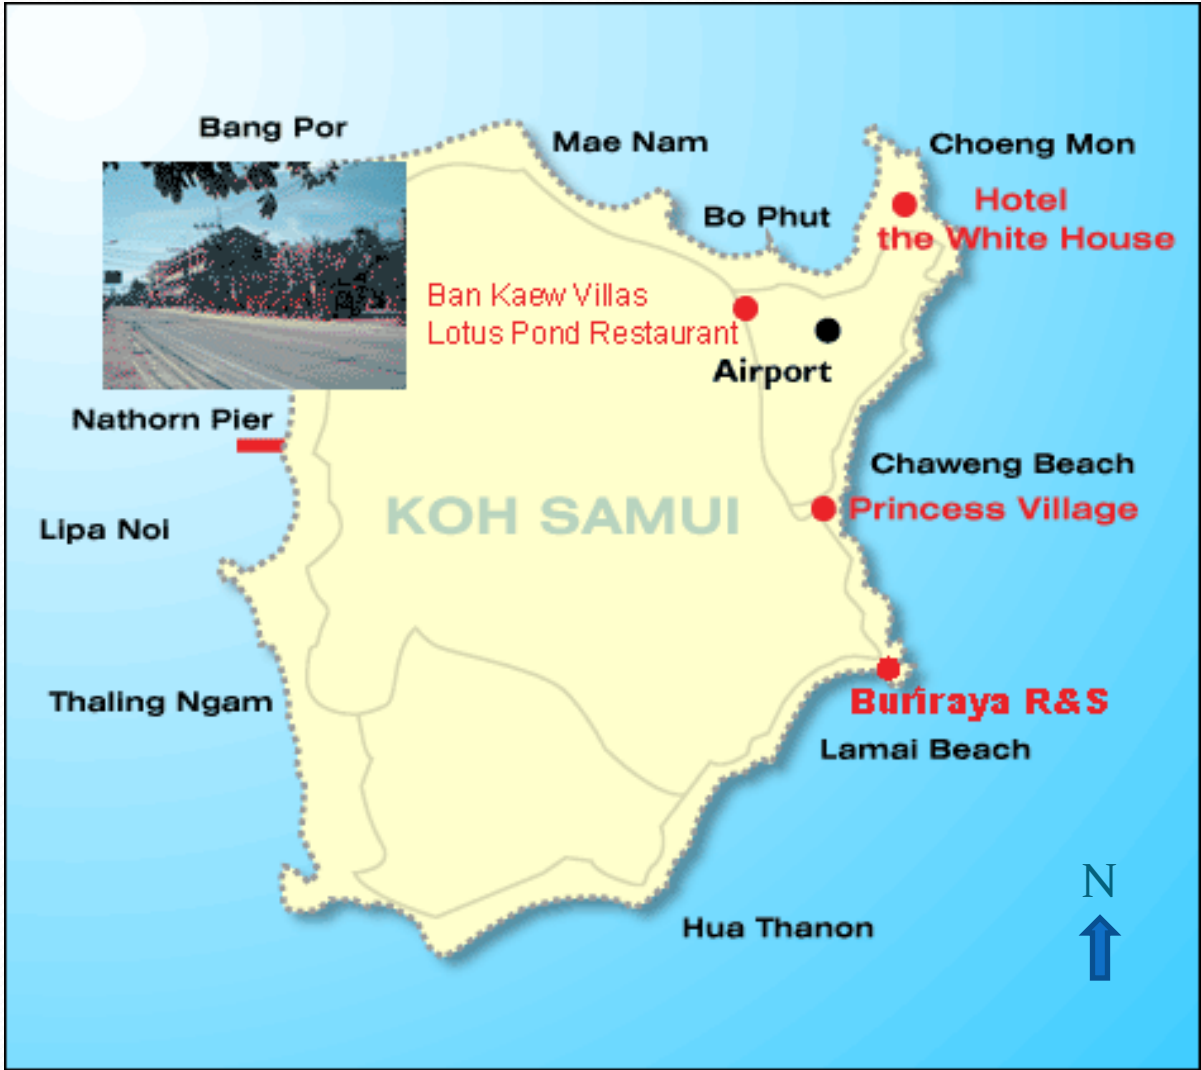 Bang Por
Mae Nam
Choeng Mon
Hotel
the White House
Bo Phut
Ban Kaew Villas
Lotus Pond Restaurant
Airport
Nathorn Pier
Chaweng Beach
Princess Village
KOH SAMUI
Lipa Noi
Thaling Ngam
Buriraya R&S
Lamai Beach
N
Hua Thanon